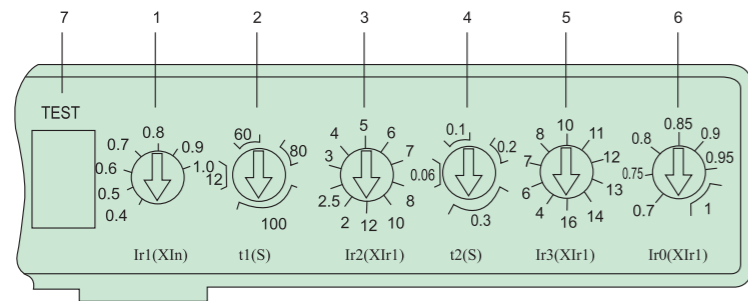 7 1 2 3 4 5 6
TEST
0.4 0.5 0.6 0.7 0.8 0.9 1.0
Ir1(XIn)
12 60 80 100
t1(S)
2 2.5 3 4 5 6 7 8 10 12
Ir2(XIr1)
0.06 0.1 0.2 0.3
t2(S)
4 6 7 8 10 11 12 13 14 16
Ir3(XIr1)
0.7 0.75 0.8 0.85 0.9 0.95 1
Ir0(XIr1)